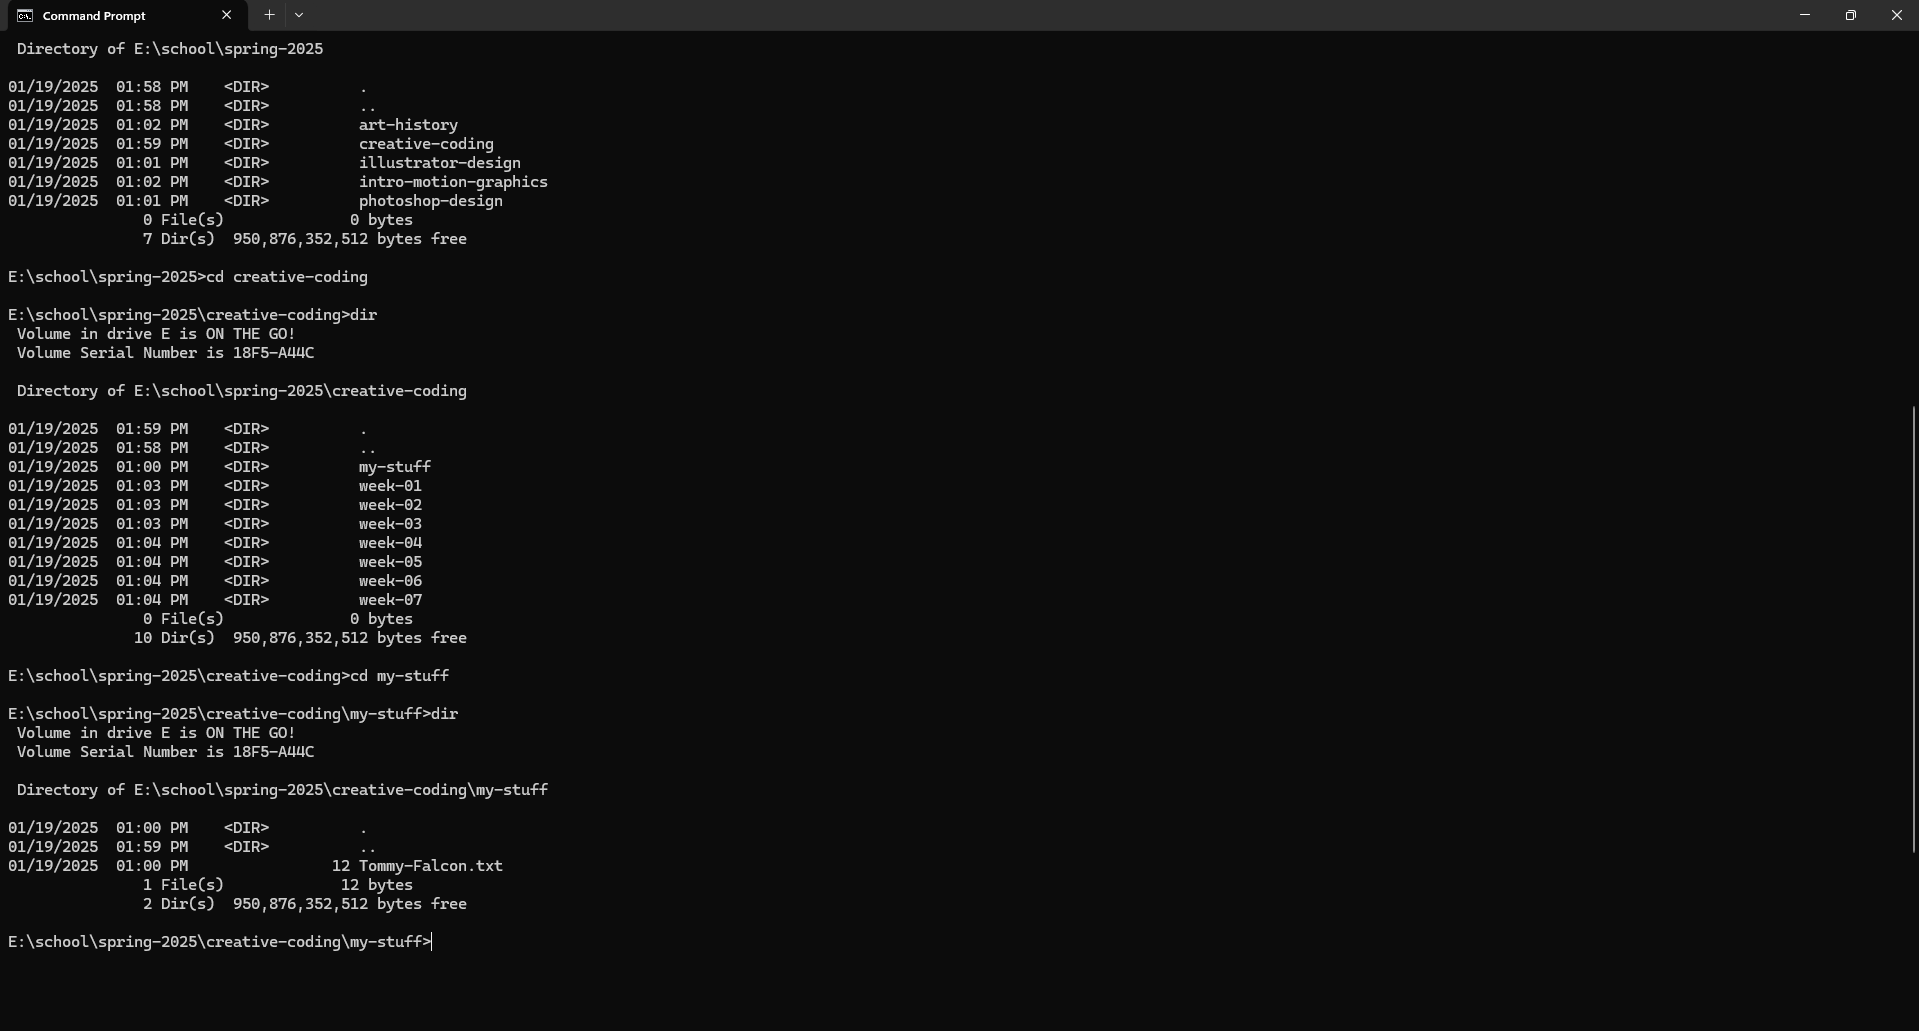 Command Prompt
Directory of E:\school\spring-2025
01/19/2025  01:58 PM    <DIR>          .
01/19/2025  01:58 PM    <DIR>          ..
01/19/2025  01:02 PM    <DIR>          art-history
01/19/2025  01:59 PM    <DIR>          creative-coding
01/19/2025  01:01 PM    <DIR>          illustrator-design
01/19/2025  01:02 PM    <DIR>          intro-motion-graphics
01/19/2025  01:01 PM    <DIR>          photoshop-design
               0 File(s)              0 bytes
               7 Dir(s)  950,876,352,512 bytes free
E:\school\spring-2025>cd creative-coding
E:\school\spring-2025\creative-coding>dir
 Volume in drive E is ON THE GO!
 Volume Serial Number is 18F5-A44C
 Directory of E:\school\spring-2025\creative-coding
01/19/2025  01:59 PM    <DIR>          .
01/19/2025  01:58 PM    <DIR>          ..
01/19/2025  01:00 PM    <DIR>          my-stuff
01/19/2025  01:03 PM    <DIR>          week-01
01/19/2025  01:03 PM    <DIR>          week-02
01/19/2025  01:03 PM    <DIR>          week-03
01/19/2025  01:04 PM    <DIR>          week-04
01/19/2025  01:04 PM    <DIR>          week-05
01/19/2025  01:04 PM    <DIR>          week-06
01/19/2025  01:04 PM    <DIR>          week-07
               0 File(s)              0 bytes
              10 Dir(s)  950,876,352,512 bytes free
E:\school\spring-2025\creative-coding>cd my-stuff
E:\school\spring-2025\creative-coding\my-stuff>dir
 Volume in drive E is ON THE GO!
 Volume Serial Number is 18F5-A44C
 Directory of E:\school\spring-2025\creative-coding\my-stuff
01/19/2025  01:00 PM    <DIR>          .
01/19/2025  01:59 PM    <DIR>          ..
01/19/2025  01:00 PM                12 Tommy-Falcon.txt
               1 File(s)             12 bytes
               2 Dir(s)  950,876,352,512 bytes free
E:\school\spring-2025\creative-coding\my-stuff>